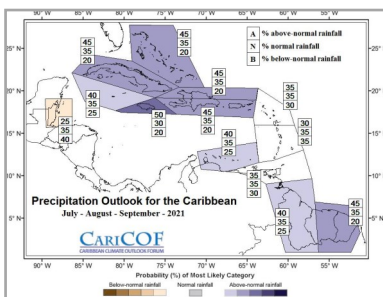 90°W 85°W 80°W 75°W 70°W 65°W 60°W 55°W
A % above-normal rainfall
N % normal rainfall
B % below-normal rainfall
25°N
20°N
15°N
10°N
5°N
45
35
20
45
35
20
40
35
25
50
30
20
45
35
20
45
35
20
35
35
30
30
35
35
25
35
40
40
35
25
35
35
30
40
35
25
45
35
20
Precipitation Outlook for the Caribbean
July - August - September - 2021
CARICOF
CARIBBEAN CLIMATE OUTLOOK FORUM
90°W 85°W 80°W 75°W 70°W 65°W 60°W 55°W
Probability (%) of Most Likely Category
Below-normal rainfall Normal rainfall Above-normal rainfall